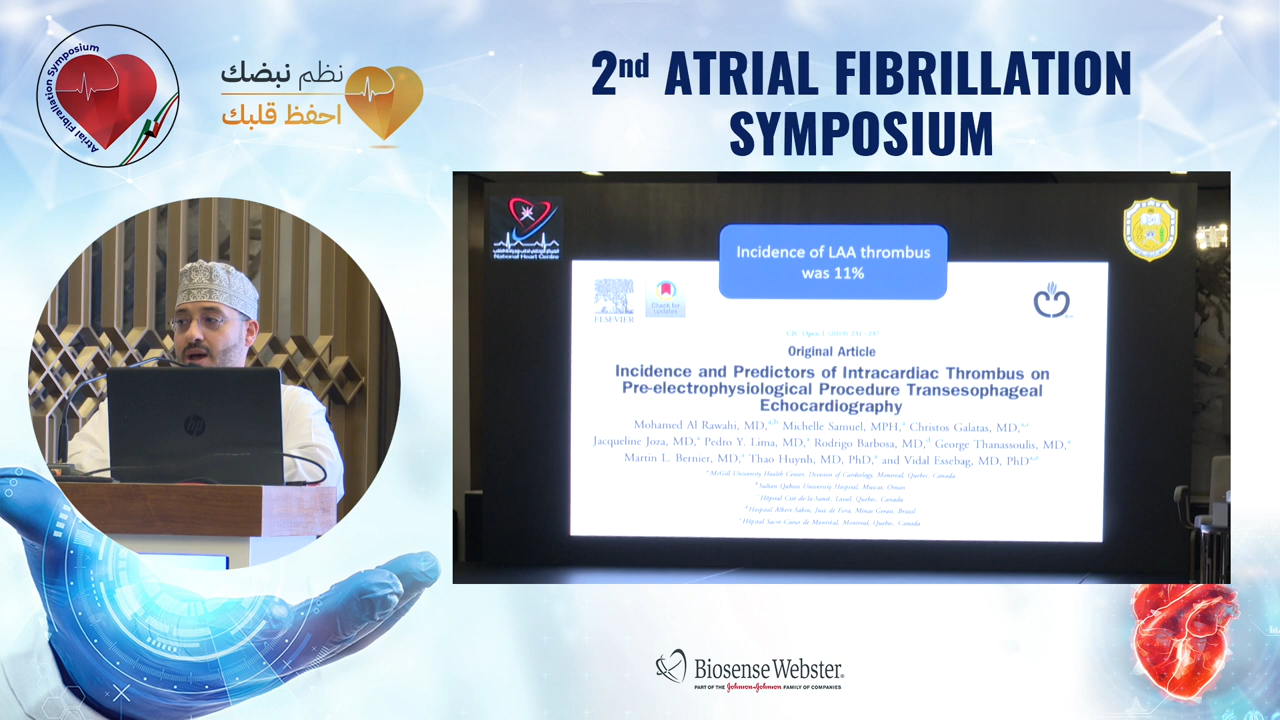 Atrial Fibrallation Symposium
نظم نبضك
احفظ قلبك
2nd ATRIAL FIBRILLATION
SYMPOSIUM
National Heart Centre
Incidence of LAA thrombus
was 11%
ELSEVIER
Check for
updates
Original Article
Incidence and Predictors of Intracardiac Thrombus on
Pre-electrophysiological Procedure Transesophageal
Echocardiography
Mohamed Al Rawahi, MD, Michelle Samuel, MPH, Christos Galatas, MD,
Jacqueline Joza, MD, Pedro Y. Lima, MD, Rodrigo Barbosa, MD, George Thanassoulis, MD,
Martin L. Bernier, MD, Thao Huynh, MD, PhD, and Vidal Essebag, MD, PhD
McGill University Health Center, Division of Cardiology, Montreal, Quebec, Canada
Sultan Qaboos University Hospital, Muscat, Oman
Hôpital Cité de la Santé, Laval, Quebec, Canada
Hospital Albert Sabin, Juiz de Fora, Minas Gerais, Brazil
Hôpital Sacré Coeur de Montréal, Montreal, Quebec, Canada
hp
Biosense Webster®
PART OF THE Johnson & Johnson FAMILY OF COMPANIES